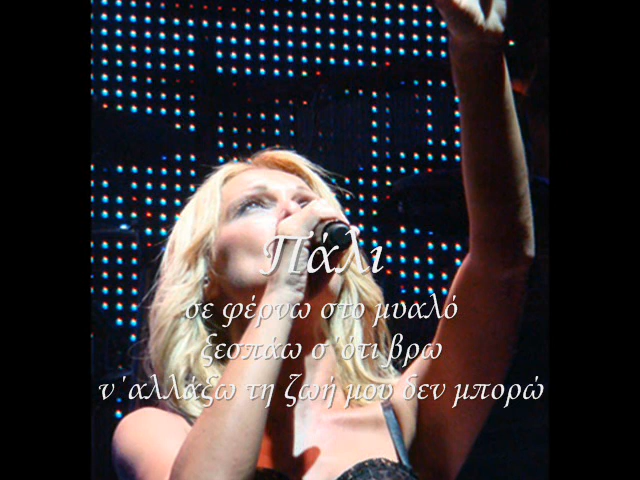 Πάλι
σε φέρνω στο μυαλό
ξεσπάω σ΄ότι βρω
ν΄αλλάξω τη ζωή μου δεν μπορώ